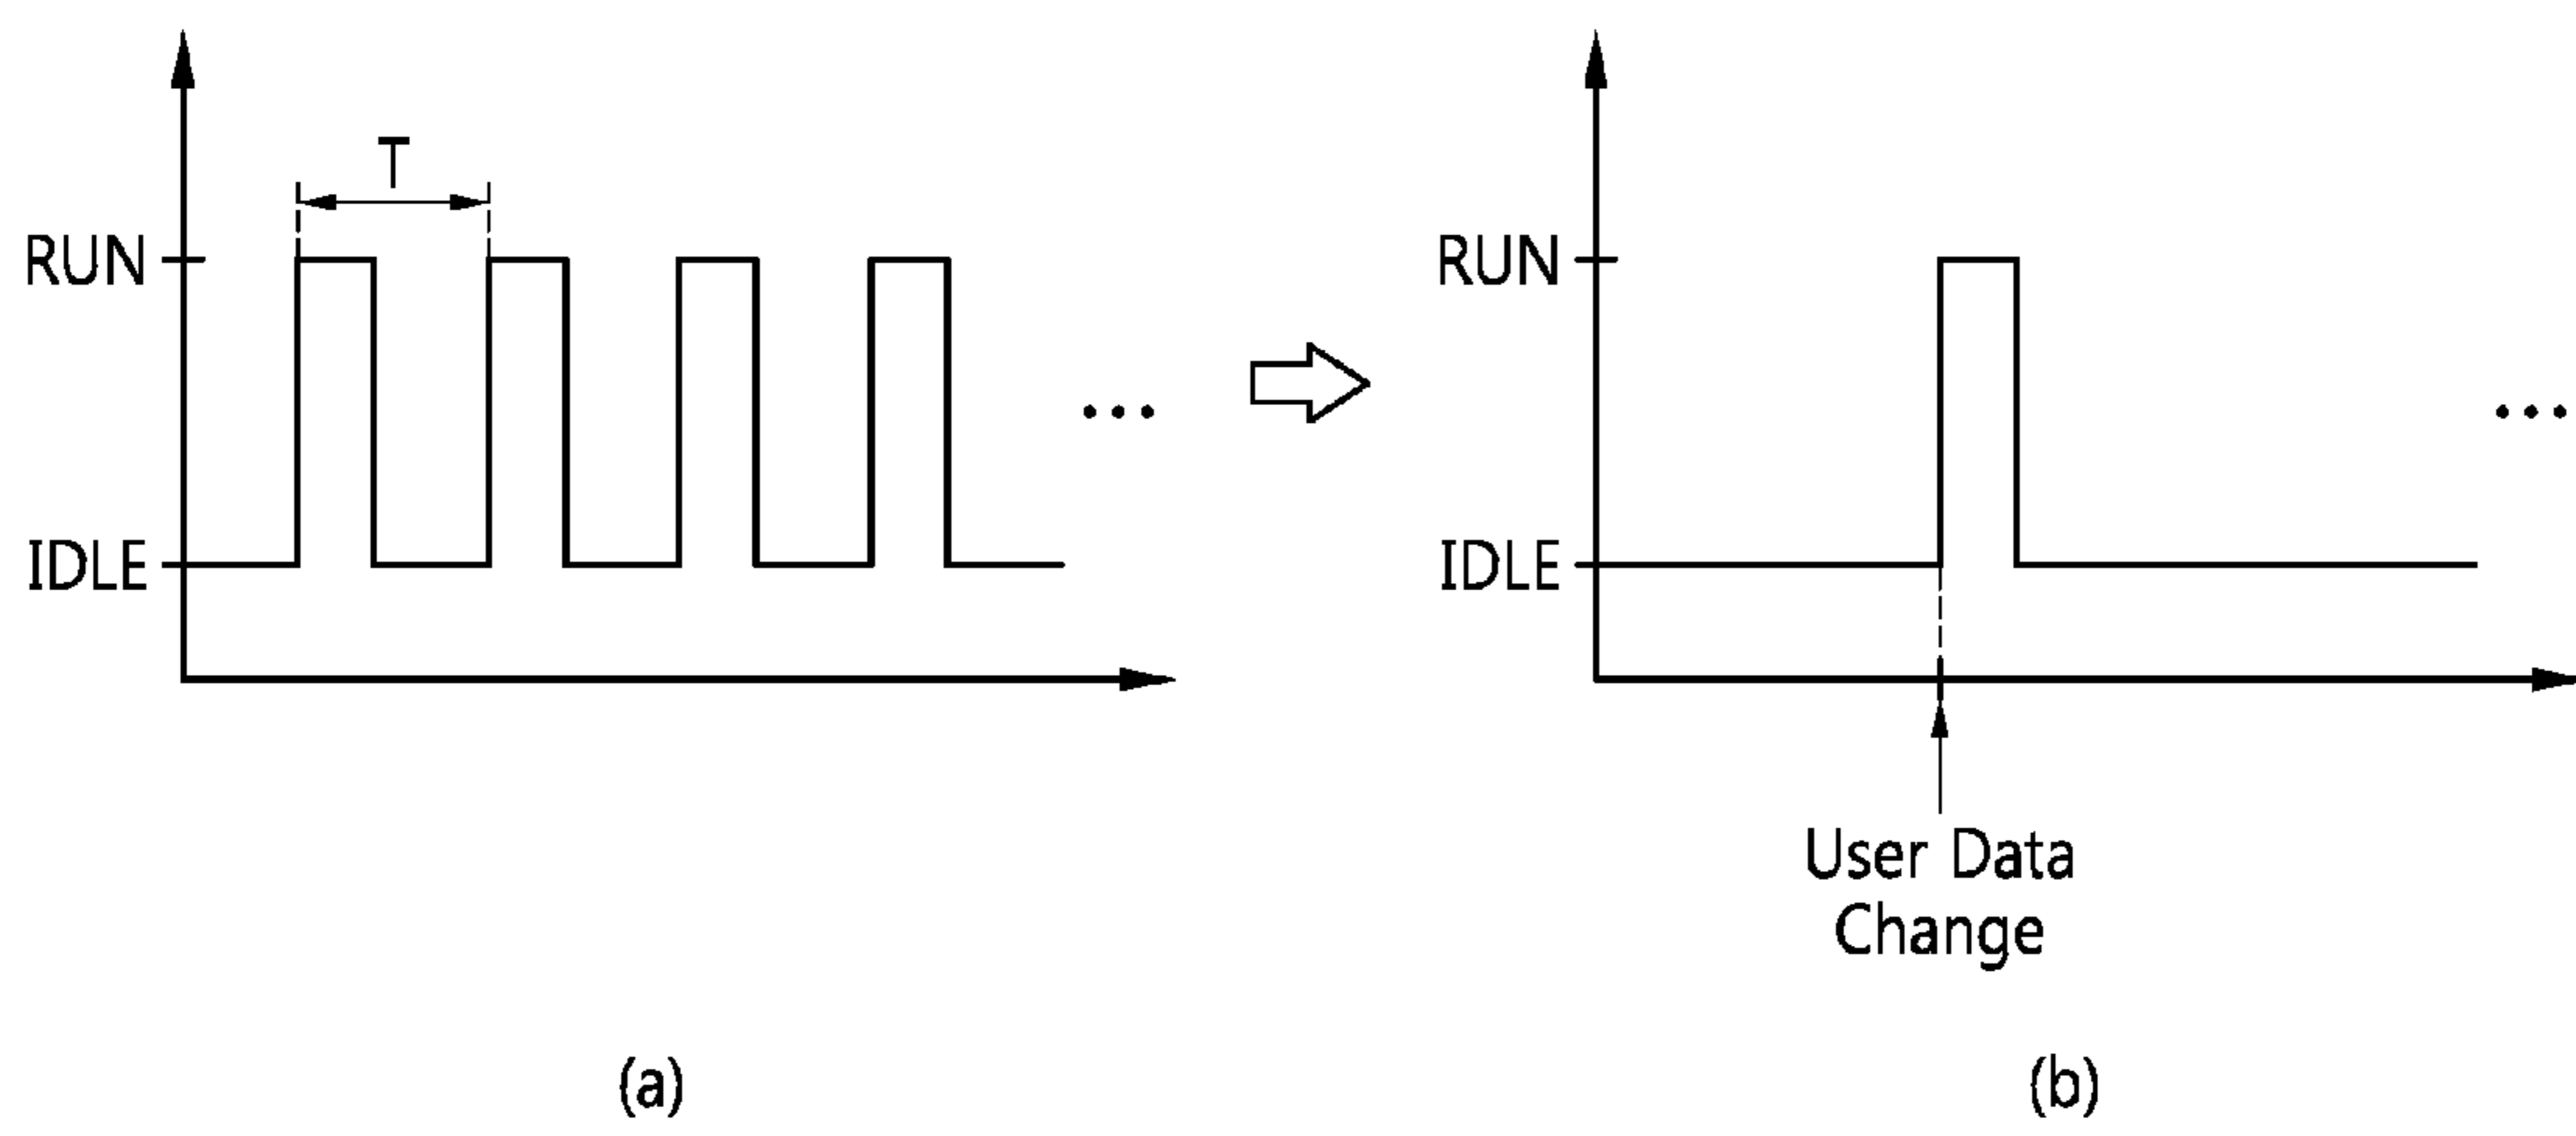 T
RUN
IDLE
...
(a)
RUN
IDLE
...
User Data
Change
(b)